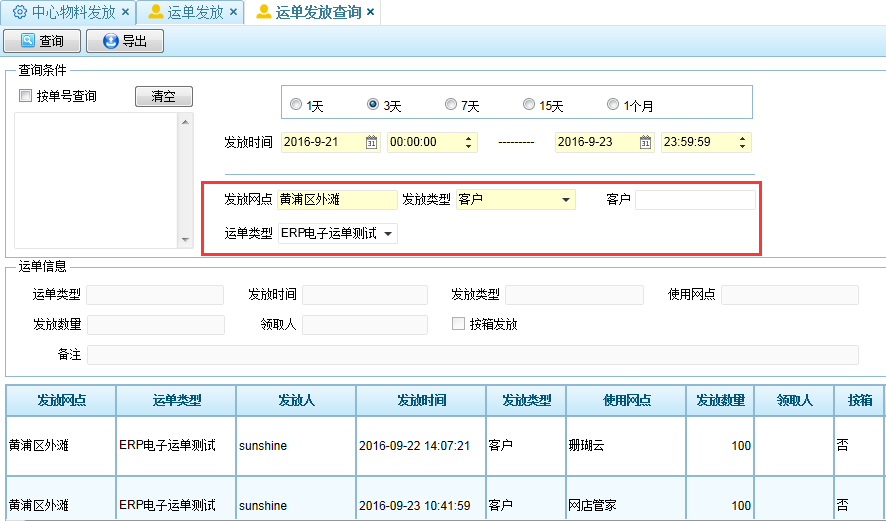 中心物料发放 × 运单发放 × 运单发放查询 ×
查询 导出
查询条件
按单号查询 清空
1天 3天 7天 15天 1个月
发放时间 2016-9-21 00:00:00 --------- 2016-9-23 23:59:59
发放网点 黄浦区外滩 发放类型 客户 客户
运单类型 ERP电子运单测试
运单信息
运单类型 发放时间 发放类型 使用网点
发放数量 领取人 按箱发放
备注
发放网点 运单类型 发放人 发放时间 发放类型 使用网点 发放数量 领取人 按箱
黄浦区外滩 ERP电子运单测试 sunshine 2016-09-22 14:07:21 客户 珊瑚云 100 否
黄浦区外滩 ERP电子运单测试 sunshine 2016-09-23 10:41:59 客户 网店管家 100 否